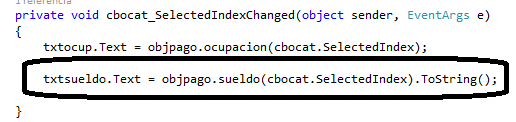 1 referencia
private void cbocat_SelectedIndexChanged(object sender, EventArgs e)
{
txtocup.Text = objpago.ocupacion(cbocat.SelectedIndex);
txtsueldo.Text = objpago.sueldo(cbocat.SelectedIndex).ToString();
}